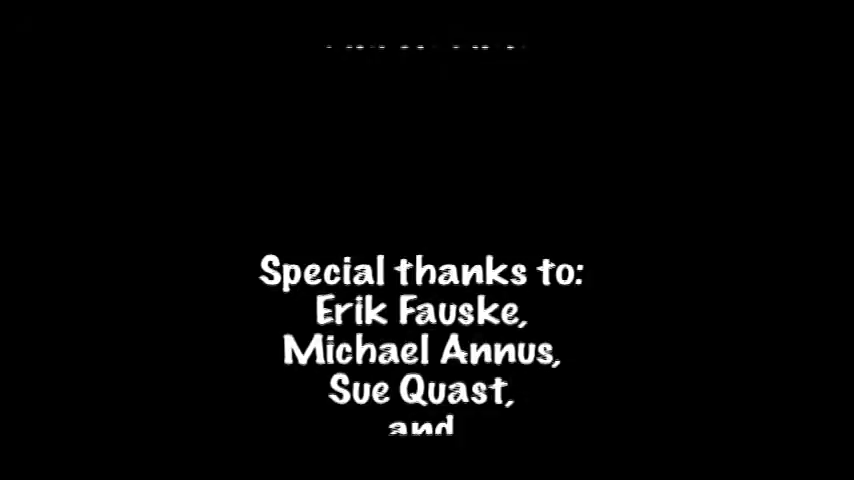 Special thanks to:
Erik Fauske,
Michael Annus,
Sue Quast,
and